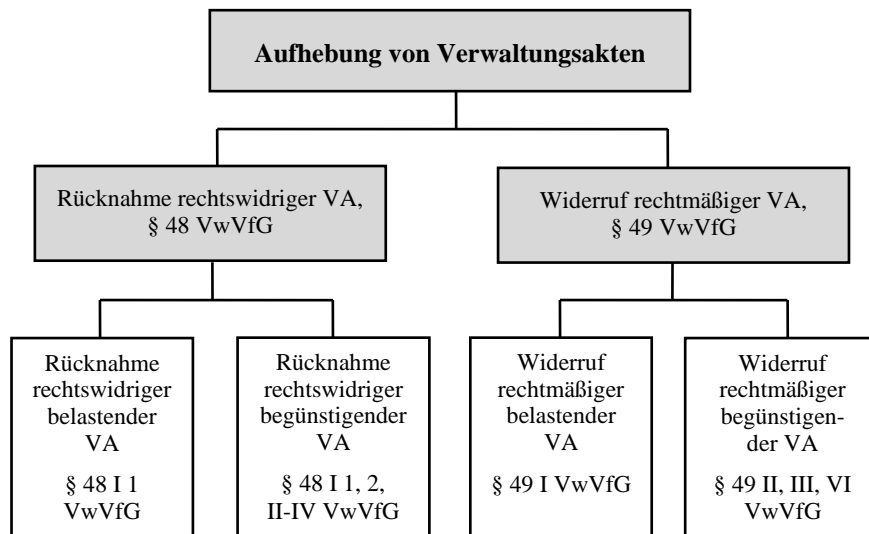 Aufhebung von Verwaltungsakten
Rücknahme rechtswidriger VA,
§ 48 VwVfG
Widerruf rechtmäßiger VA,
§ 49 VwVfG
Rücknahme
rechtswidriger
belastender
VA
§ 48 I 1
VwVfG
Rücknahme
rechtswidriger
begünstigender
VA
§ 48 I 1, 2,
II-IV VwVfG
Widerruf
rechtmäßiger
belastender
VA
§ 49 I VwVfG
Widerruf
rechtmäßiger
begünstigen-
der VA
§ 49 II, III, VI
VwVfG